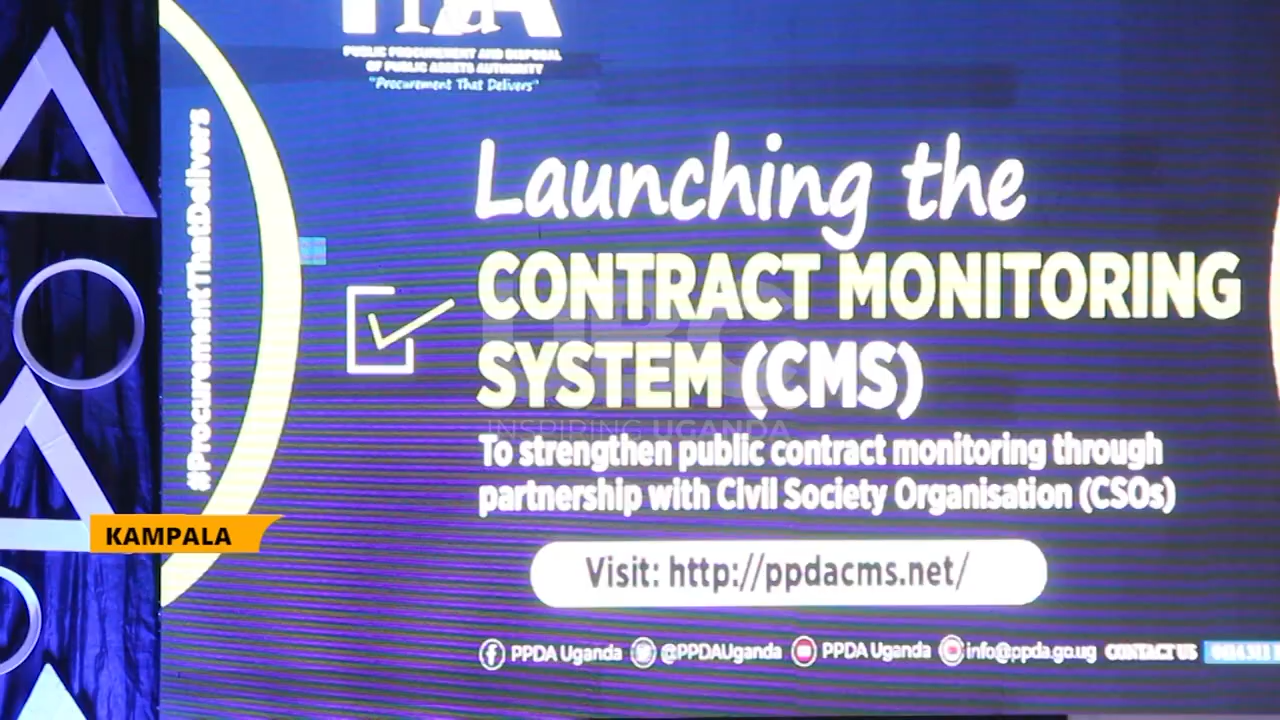 PUBLIC PROCUREMENT AND DISPOSAL
OF PUBLIC ASSETS AUTHORITY
"Procurement That Delivers"
#ProcurementThatDelivers
Launching the
CONTRACT MONITORING
SYSTEM (CMS)
UBC
INSPIRING UGANDA
To strengthen public contract monitoring through
partnership with Civil Society Organisation (CSOs)
KAMPALA
Visit: http://ppdacms.net/
PPDA Uganda @PPDAUganda PPDA Uganda info@ppda.go.ug CONTACT US